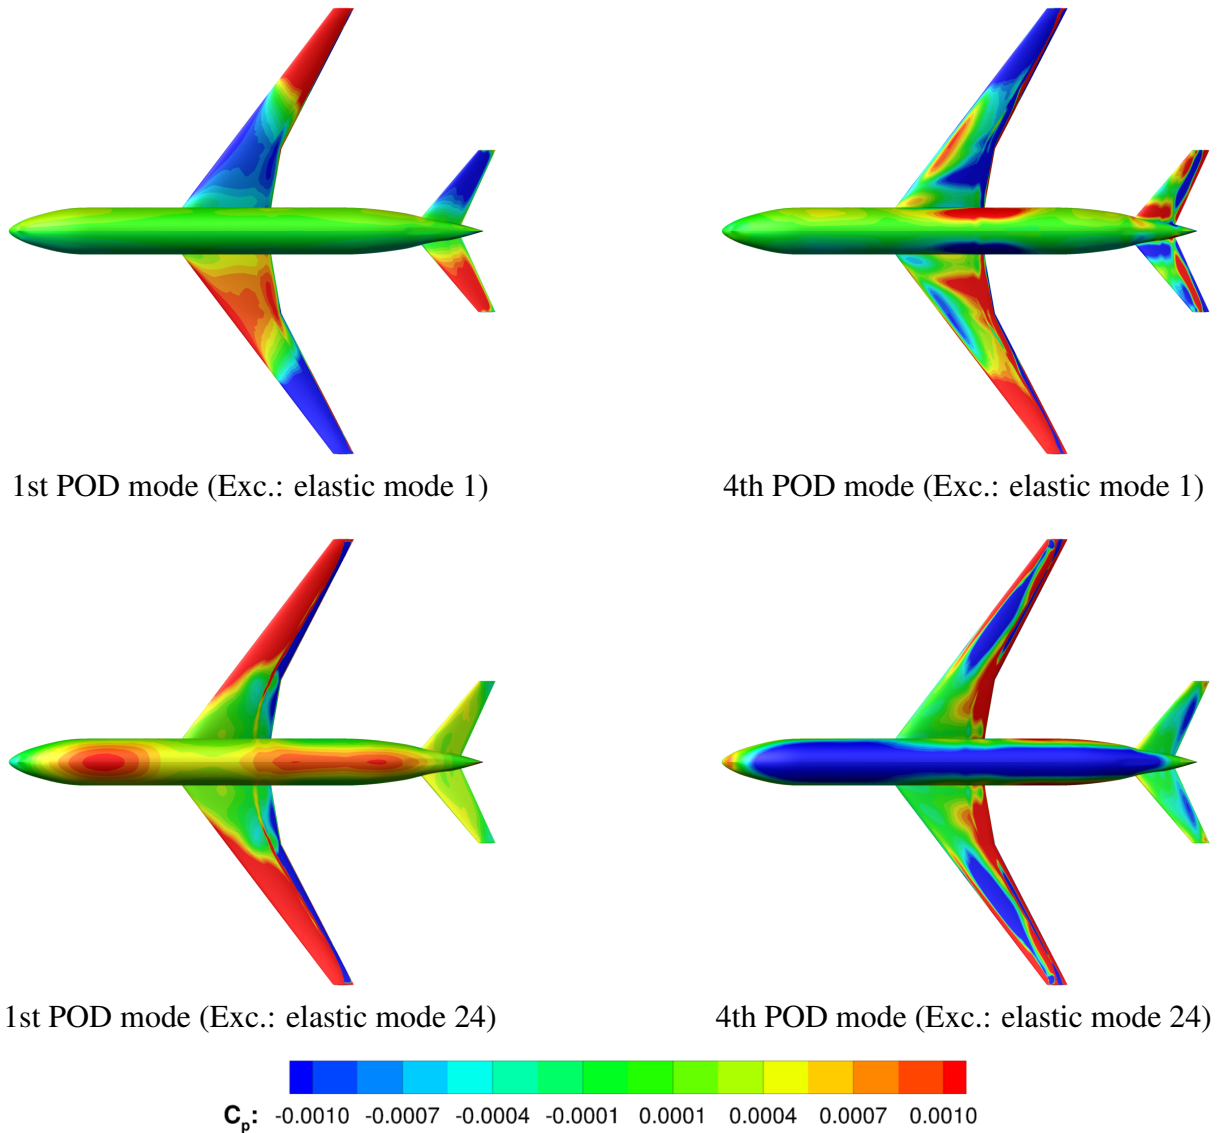 1st POD mode (Exc.: elastic mode 1)
4th POD mode (Exc.: elastic mode 1)
1st POD mode (Exc.: elastic mode 24)
4th POD mode (Exc.: elastic mode 24)
Cp: -0.0010 -0.0007 -0.0004 -0.0001 0.0001 0.0004 0.0007 0.0010